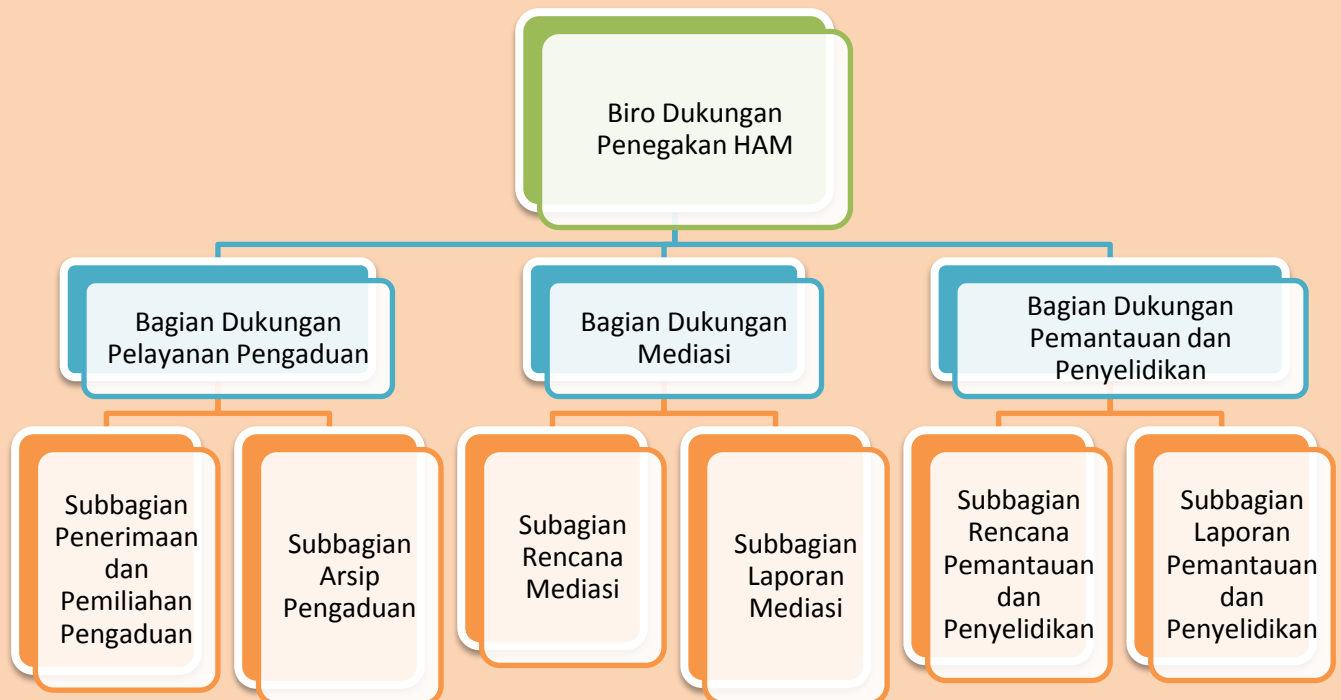 Biro Dukungan
Penegakan HAM
Bagian Dukungan
Pelayanan Pengaduan
Bagian Dukungan
Mediasi
Bagian Dukungan
Pemantauan dan
Penyelidikan
Subbagian
Penerimaan
dan
Pemiliahan
Pengaduan
Subbagian
Arsip
Pengaduan
Subagian
Rencana
Mediasi
Subbagian
Laporan
Mediasi
Subbagian
Rencana
Pemantauan
dan
Penyelidikan
Subbagian
Laporan
Pemantauan
dan
Penyelidikan